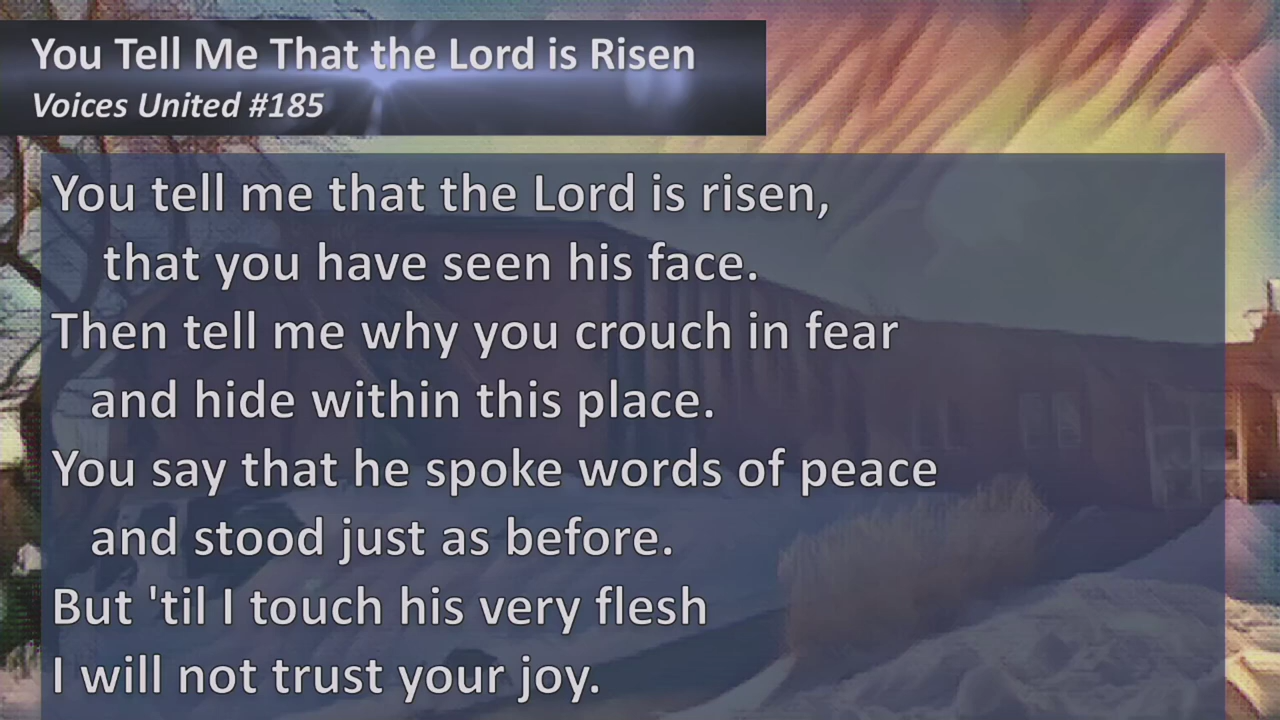 You Tell Me That the Lord is Risen
Voices United #185
You tell me that the Lord is risen,
that you have seen his face.
Then tell me why you crouch in fear
and hide within this place.
You say that he spoke words of peace
and stood just as before.
But 'til I touch his very flesh
I will not trust your joy.